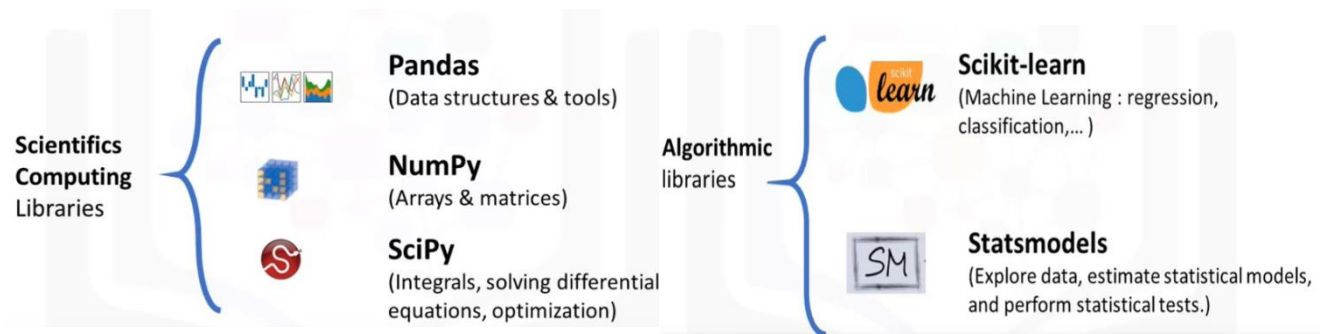 Scientifics
Computing
Libraries
Pandas
(Data structures & tools)
NumPy
(Arrays & matrices)
SciPy
(Integrals, solving differential
equations, optimization)
Algorithmic
libraries
scikit
learn
Scikit-learn
(Machine Learning : regression,
classification,... )
SM
Statsmodels
(Explore data, estimate statistical models,
and perform statistical tests.)